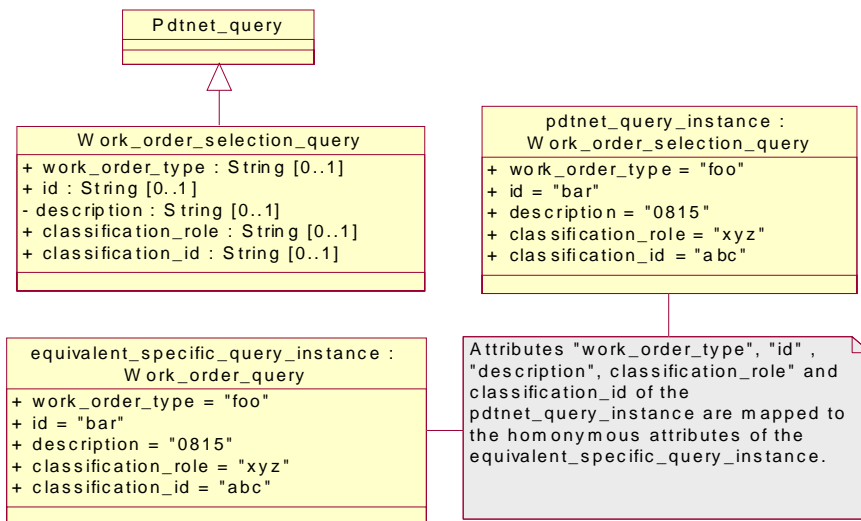 Pdtnet_query
Work_order_selection_query
+ work_order_type : String [0..1]
+ id : String [0..1]
- description : String [0..1]
+ classification_role : String [0..1]
+ classification_id : String [0..1]
pdtnet_query_instance :
Work_order_selection_query
+ work_order_type = "foo"
+ id = "bar"
+ description = "0815"
+ classification_role = "xyz"
+ classification_id = "abc"
equivalent_specific_query_instance :
Work_order_query
+ work_order_type = "foo"
+ id = "bar"
+ description = "0815"
+ classification_role = "xyz"
+ classification_id = "abc"
Attributes "work_order_type", "id" ,
"description", classification_role" and
classification_id of the
pdtnet_query_instance are mapped to
the homonymous attributes of the
equivalent_specific_query_instance.